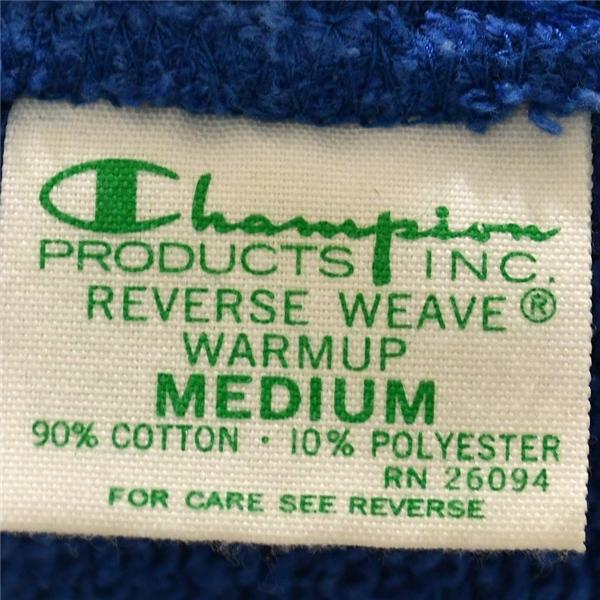 Champion
PRODUCTS INC.
REVERSE WEAVE®
WARMUP
MEDIUM
90% COTTON · 10% POLYESTER
RN 26094
FOR CARE SEE REVERSE